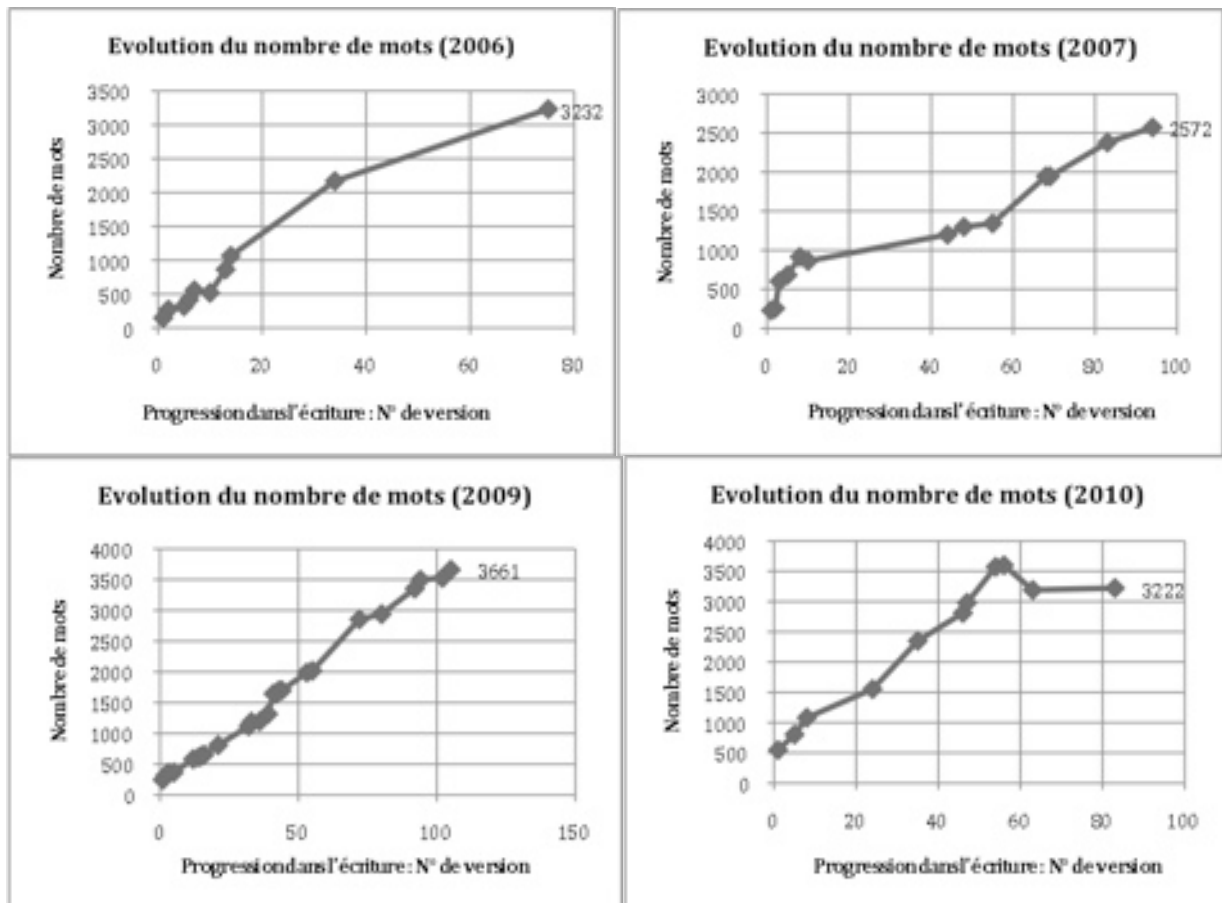 Evolution du nombre de mots (2006)
Nombre de mots
3500
3000
2500
2000
1500
1000
500
0
3232
0 20 40 60 80
Progression dans l'écriture : N° de version
Evolution du nombre de mots (2007)
Nombre de mots
3000
2500
2000
1500
1000
500
0
2572
0 20 40 60 80 100
Progression dans l'écriture : N° de version
Evolution du nombre de mots (2009)
Nombre de mots
4000
3500
3000
2500
2000
1500
1000
500
0
3661
0 50 100 150
Progression dans l'écriture : N° de version
Evolution du nombre de mots (2010)
Nombre de mots
4000
3500
3000
2500
2000
1500
1000
500
0
3222
0 20 40 60 80 100
Progression dans l'écriture : N° de version